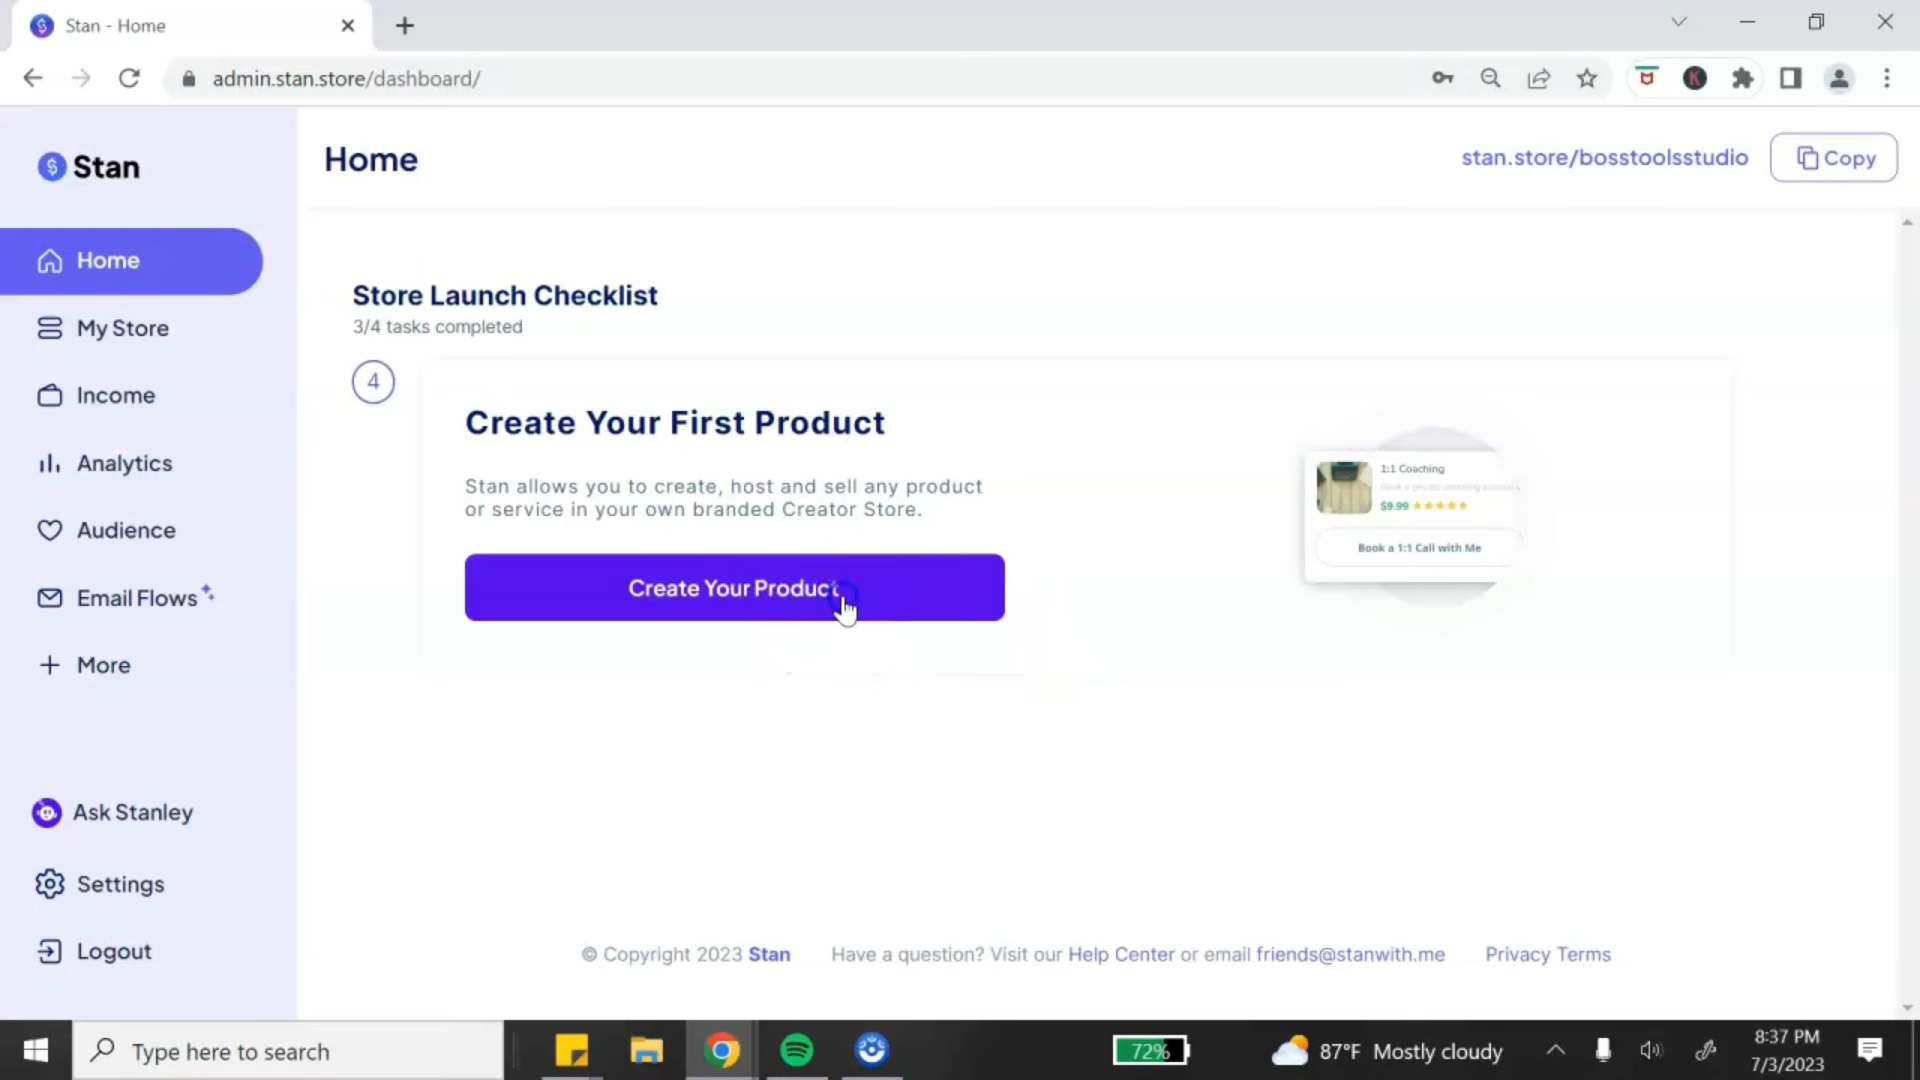 Stan - Home
admin.stan.store/dashboard/
Stan
Home
stan.store/bosstoolsstudio
Copy
Home
My Store
Income
Analytics
Audience
Email Flows
More
Ask Stanley
Settings
Logout
Store Launch Checklist
3/4 tasks completed
4
Create Your First Product
Stan allows you to create, host and sell any product
or service in your own branded Creator Store.
Create Your Product
1:1 Coaching
$9.99
Book a 1:1 Call with Me
© Copyright 2023 Stan
Have a question? Visit our Help Center or email friends@stanwith.me
Privacy Terms
Type here to search
72%
87°F Mostly cloudy
8:37 PM
7/3/2023